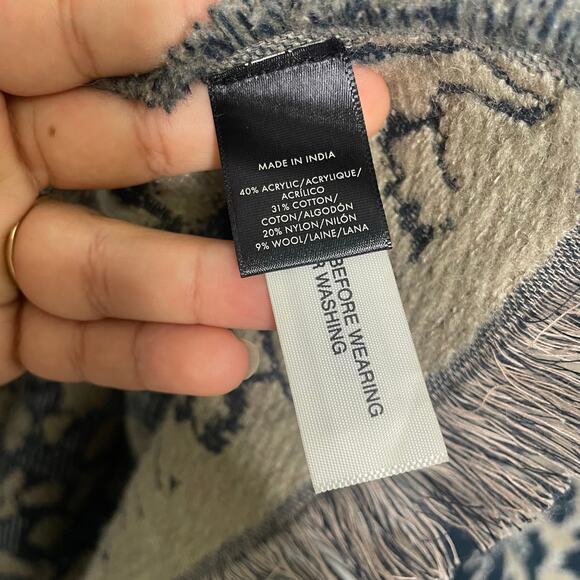 MADE IN INDIA
40% ACRYLIC/ACRYLIQUE/
ACRÍLICO
31% COTTON/
COTON/ALGODÓN
20% NYLON/NILÓN
9% WOOL/LAINE/LANA
BEFORE WEARING
WASHING